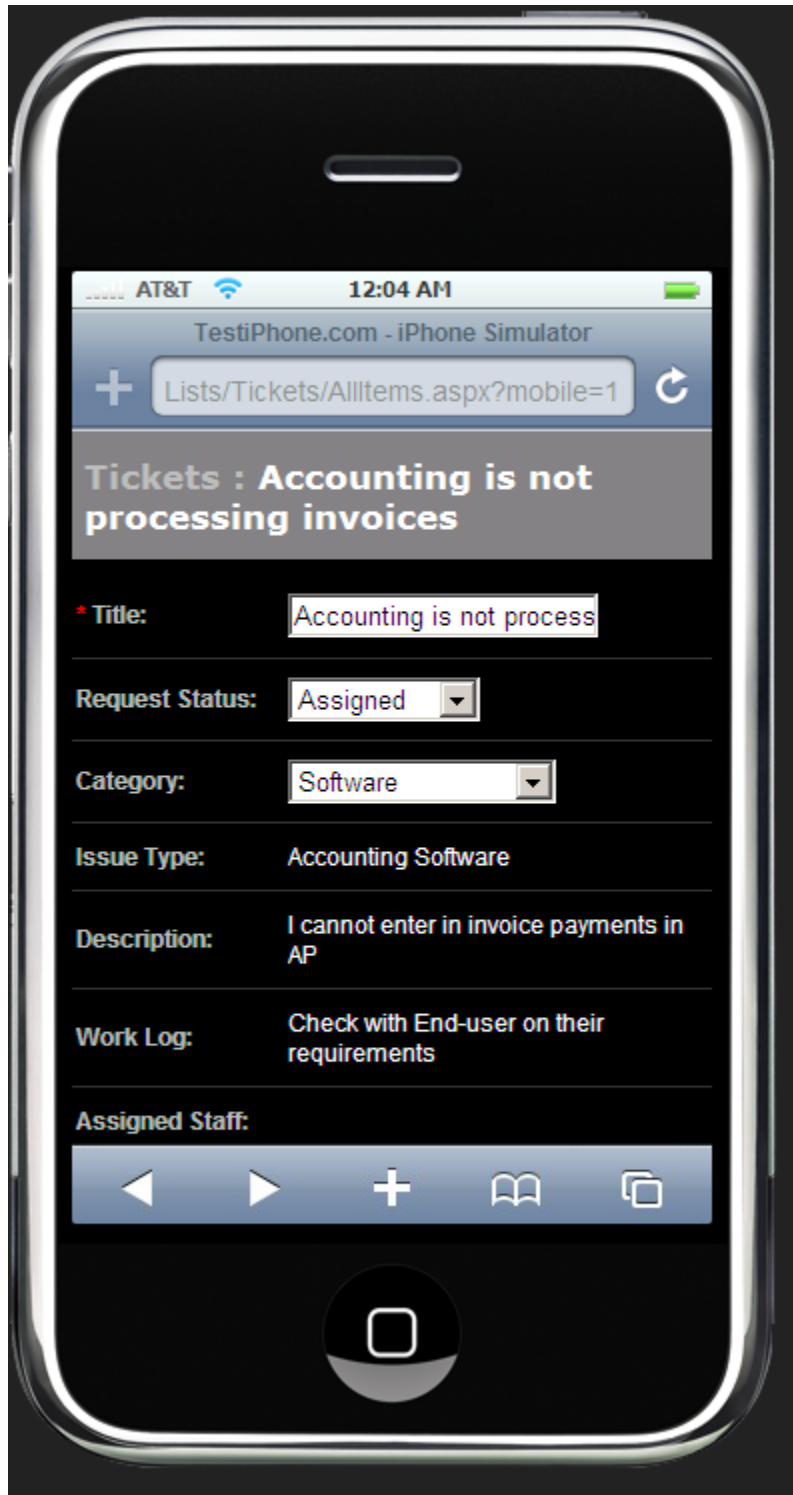 AT&T 12:04 AM
TestiPhone.com - iPhone Simulator
Lists/Tickets/AllItems.aspx?mobile=1
Tickets : Accounting is not
processing invoices
* Title: Accounting is not process
Request Status: Assigned
Category: Software
Issue Type: Accounting Software
Description: I cannot enter in invoice payments in
AP
Work Log: Check with End-user on their
requirements
Assigned Staff: